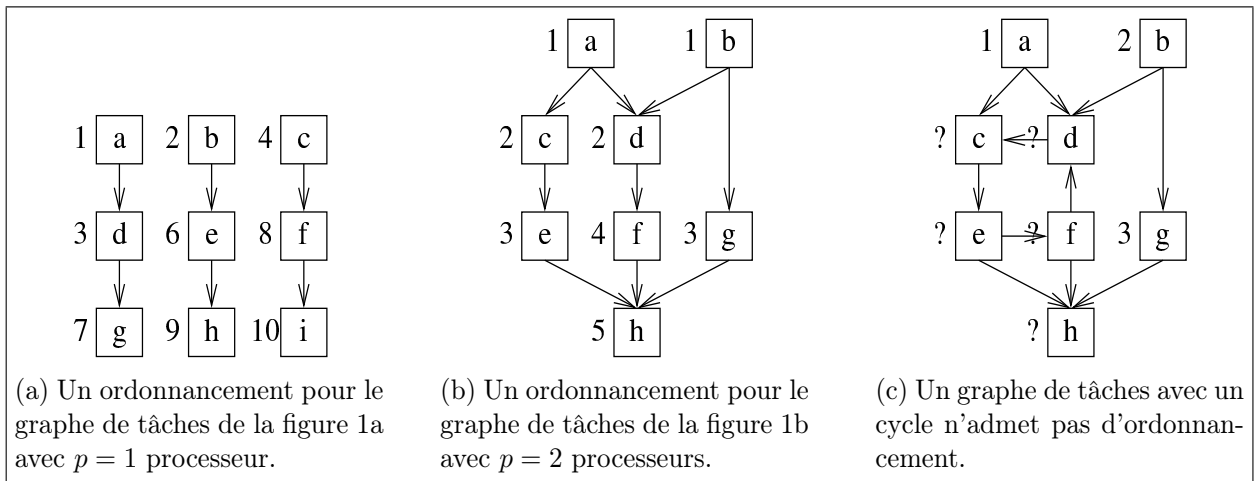 1 a 1 b 1 a 2 b
1 a 2 b 4 c 2 c 2 d ? c ? d
3 d 6 e 8 f 3 e 4 f 3 g ? e ? f 3 g
7 g 9 h 10 i 5 h ? h
(a) Un ordonnancement pour le
graphe de tâches de la figure 1a
avec p = 1 processeur.
(b) Un ordonnancement pour le
graphe de tâches de la figure 1b
avec p = 2 processeurs.
(c) Un graphe de tâches avec un
cycle n'admet pas d'ordonnan-
cement.